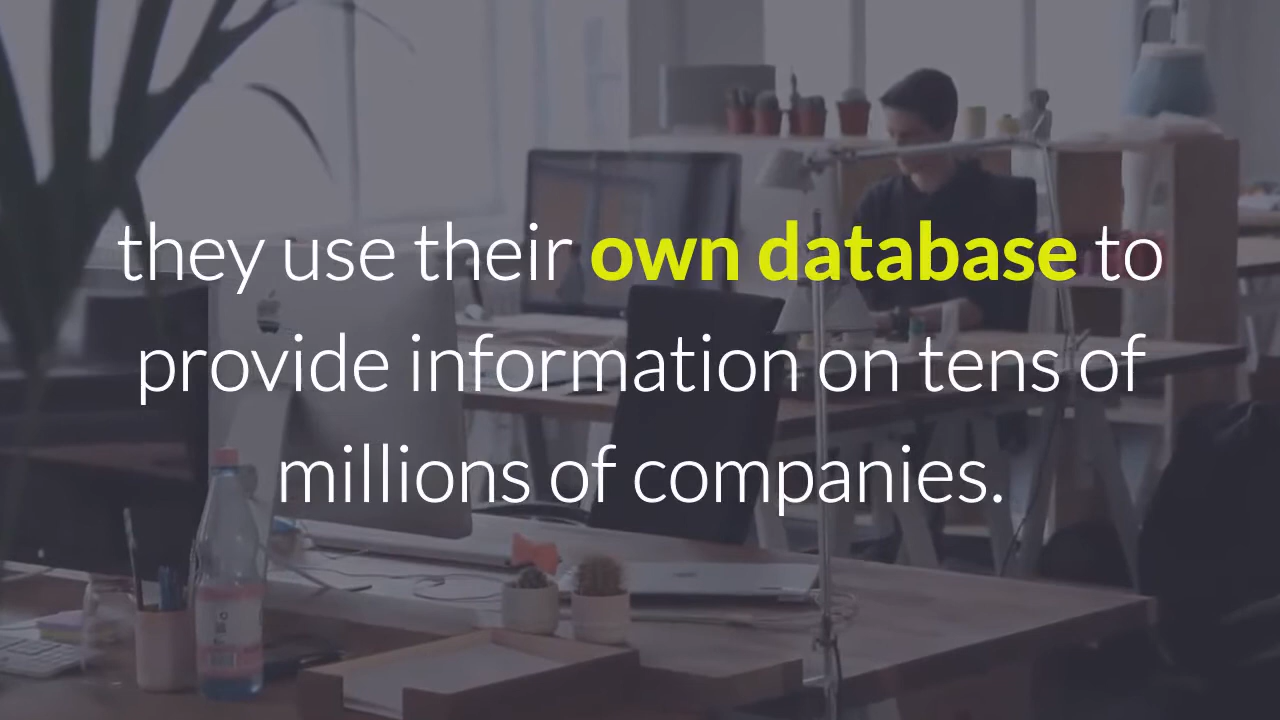 they use their own database to
provide information on tens of
millions of companies.